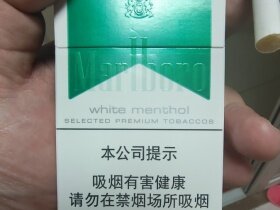 Marlboro
white menthol
SELECTED PREMIUM TOBACCOS
本公司提示
吸烟有害健康
请勿在禁烟场所吸烟